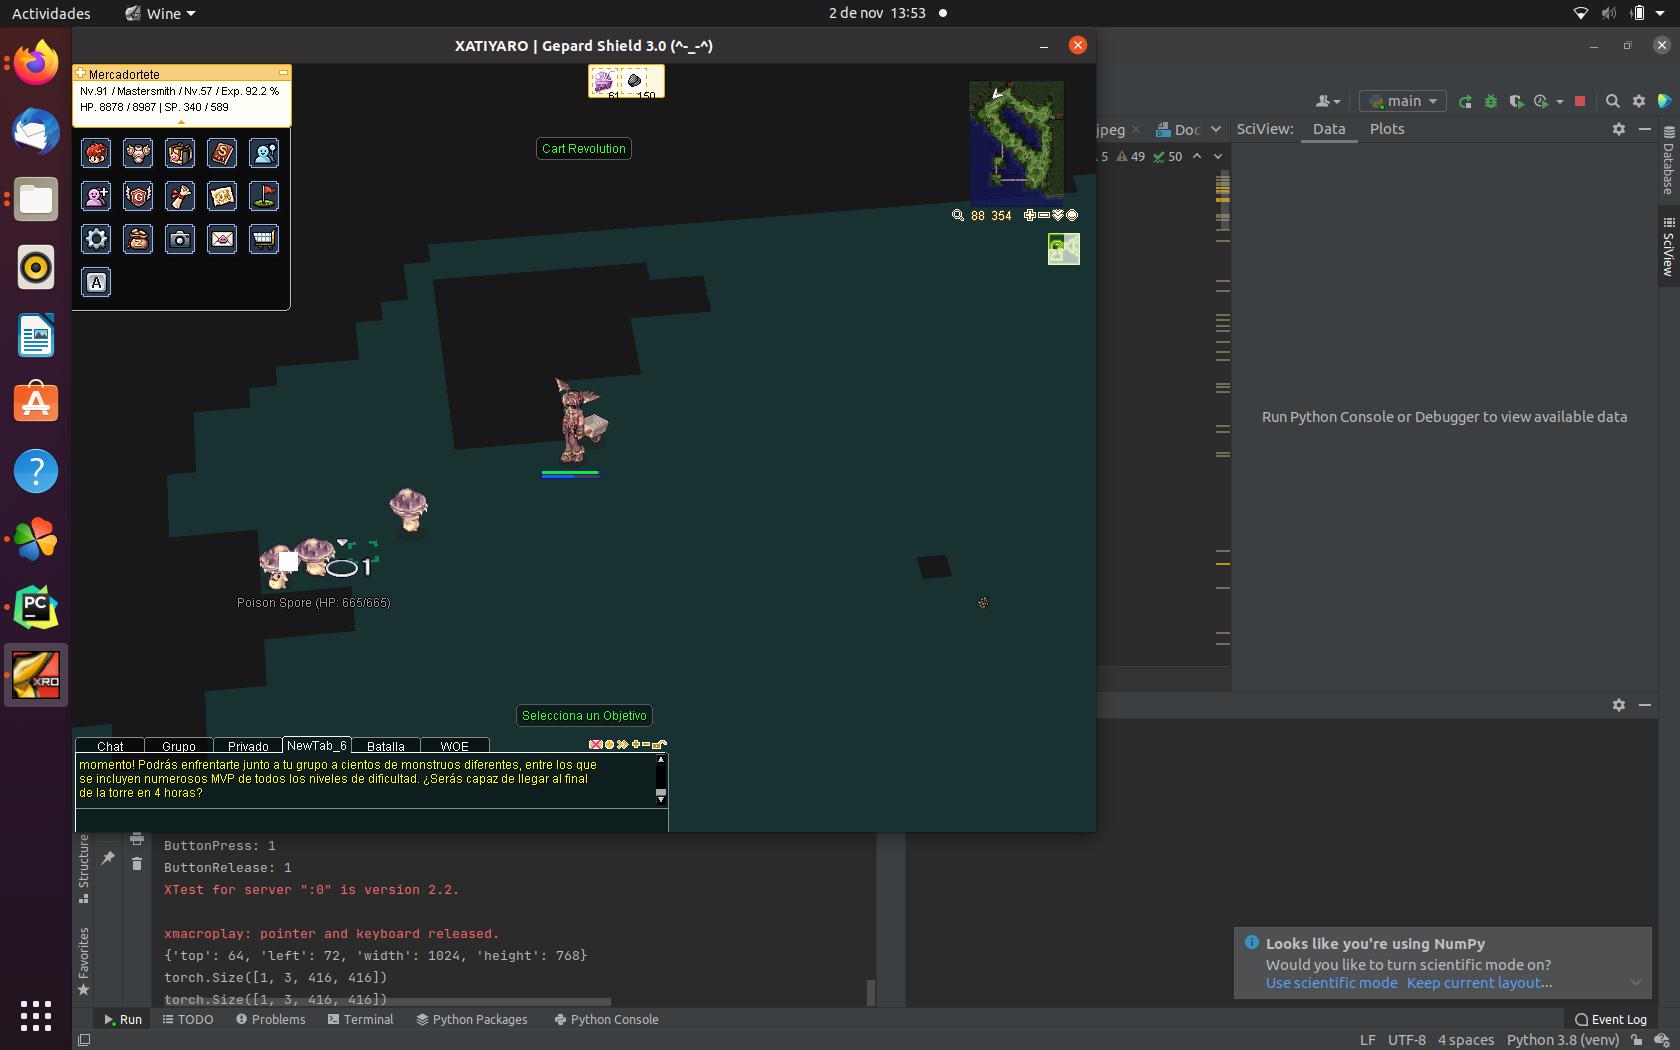 Actividades
Wine
2 de nov 13:53
XATIYARO | Gepard Shield 3.0 (^-_-^)
Mercadortete
Nv.91 / Mastersmith / Nv.57 / Exp. 92.2 %
HP. 8878 / 8987 | SP. 340 / 589
61 150
Cart Revolution
88 354
main
jpeg
Doc
SciView:
Data
Plots
5 49 50
Database
SciView
Run Python Console or Debugger to view available data
A
1
Poison Spore (HP: 665/665)
PC
XRO
Selecciona un Objetivo
Chat
Grupo
Privado
NewTab_6
Batalla
WOE
momento! Podrás enfrentarte junto a tu grupo a cientos de monstruos diferentes, entre los que
se incluyen numerosos MVP de todos los niveles de dificultad. ¿Serás capaz de llegar al final
de la torre en 4 horas?
Structure
Favorites
ButtonPress: 1
ButtonRelease: 1
XTest for server ":0" is version 2.2.
xmacroplay: pointer and keyboard released.
{'top': 64, 'left': 72, 'width': 1024, 'height': 768}
torch.Size([1, 3, 416, 416])
torch.Size([1, 3, 416, 416])
Looks like you're using NumPy
Would you like to turn scientific mode on?
Use scientific mode Keep current layout...
Run
TODO
Problems
Terminal
Python Packages
Python Console
Event Log
LF UTF-8 4 spaces Python 3.8 (venv)